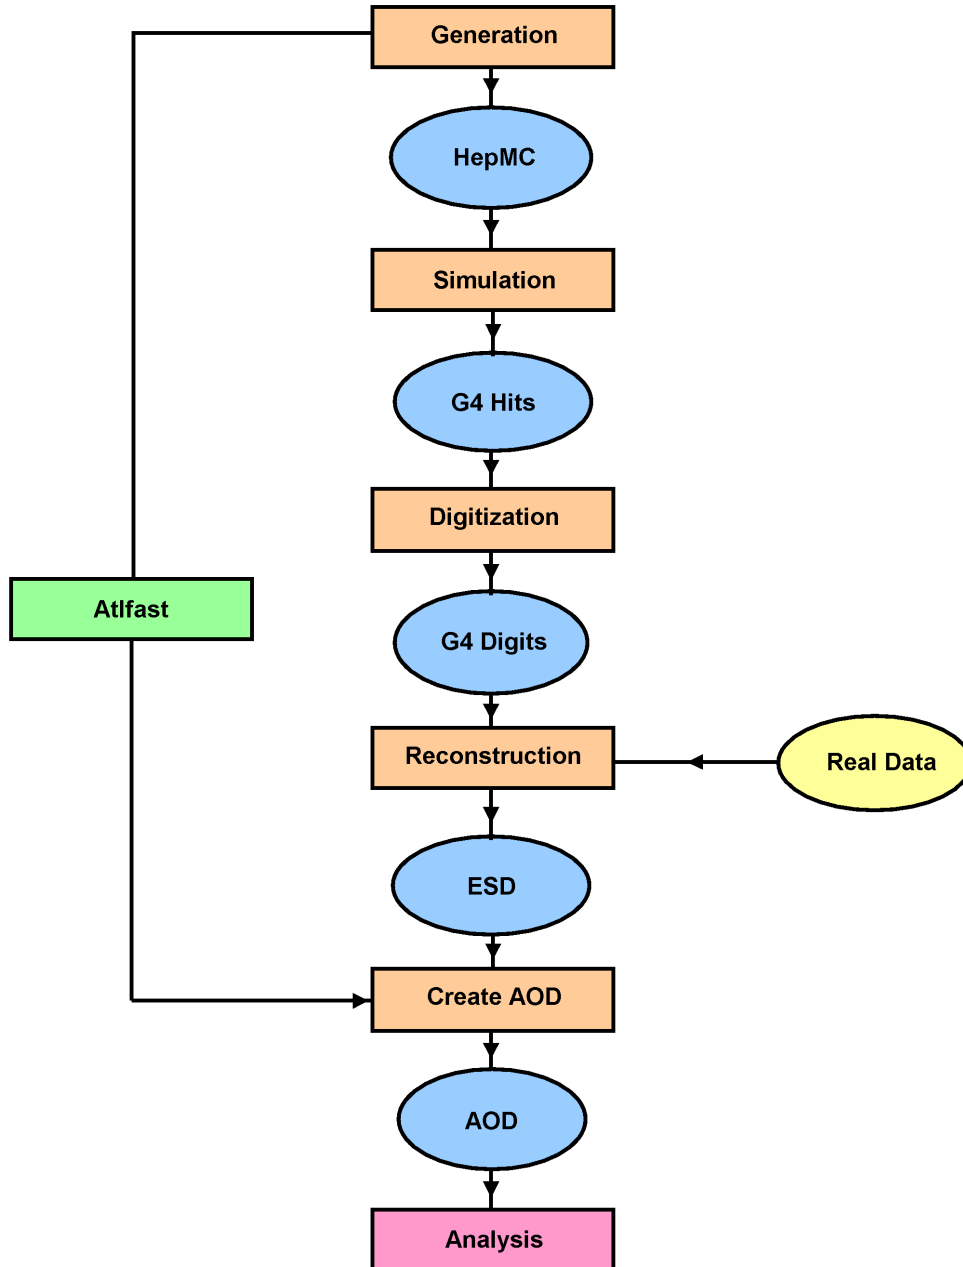 Generation
HepMC
Simulation
G4 Hits
Digitization
Atlfast
G4 Digits
Reconstruction
Real Data
ESD
Create AOD
AOD
Analysis